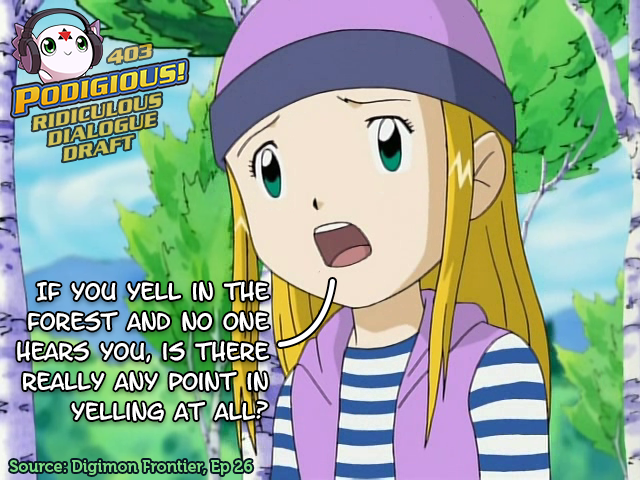 403
PODIGIOUS!
RIDICULOUS
DIALOGUE
DRAFT
IF YOU YELL IN THE
FOREST AND NO ONE
HEARS YOU, IS THERE
REALLY ANY POINT IN
YELLING AT ALL?
Source: Digimon Frontier, Ep 26